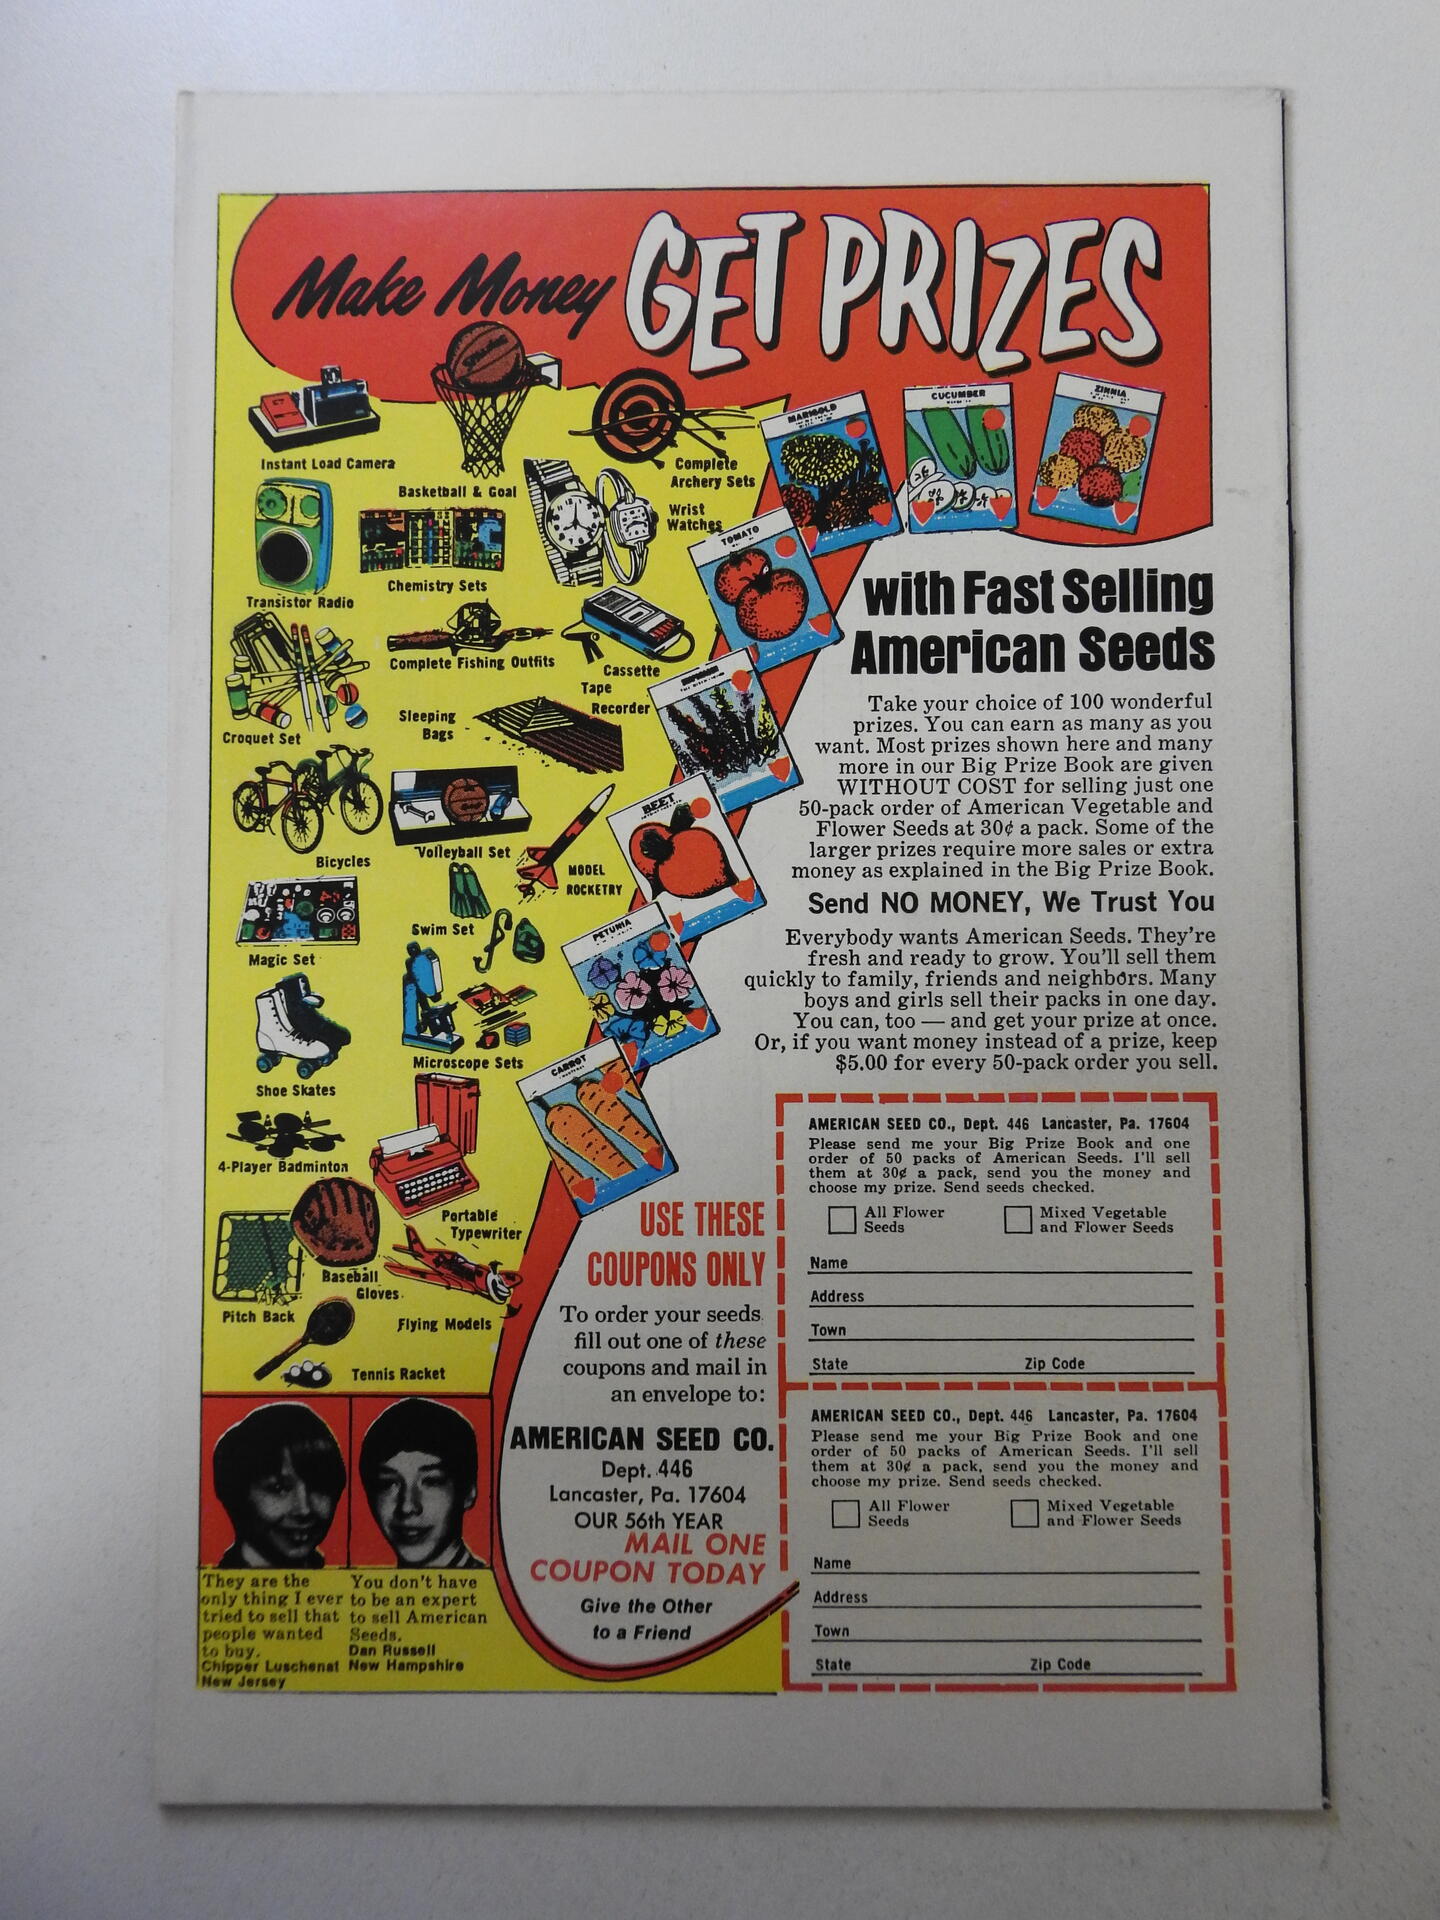 Make Money GET PRIZES
Instant Load Camera
Basketball & Goal
Complete
Archery Sets
Wrist
Watches
Transistor Radio
Chemistry Sets
Complete Fishing Outfits
Cassette
Tape
Recorder
Croquet Set
Sleeping
Bags
Bicycles
Volleyball Set
MODEL
ROCKETRY
Magic Set
Swim Set
Microscope Sets
Shoe Skates
4-Player Badminton
Portable
Typewriter
Baseball
Gloves
Pitch Back
Flying Models
Tennis Racket
MARIGOLD
CUCUMBER
ZINNIA
TOMATO
BEET
PETUNIA
CARROT
with Fast Selling
American Seeds
Take your choice of 100 wonderful
prizes. You can earn as many as you
want. Most prizes shown here and many
more in our Big Prize Book are given
WITHOUT COST for selling just one
50-pack order of American Vegetable and
Flower Seeds at 30¢ a pack. Some of the
larger prizes require more sales or extra
money as explained in the Big Prize Book.
Send NO MONEY, We Trust You
Everybody wants American Seeds. They're
fresh and ready to grow. You'll sell them
quickly to family, friends and neighbors. Many
boys and girls sell their packs in one day.
You can, too — and get your prize at once.
Or, if you want money instead of a prize, keep
$5.00 for every 50-pack order you sell.
USE THESE
COUPONS ONLY
To order your seeds
fill out one of these
coupons and mail in
an envelope to:
AMERICAN SEED CO.
Dept. 446
Lancaster, Pa. 17604
OUR 56th YEAR
MAIL ONE
COUPON TODAY
Give the Other
to a Friend
AMERICAN SEED CO., Dept. 446 Lancaster, Pa. 17604
Please send me your Big Prize Book and one
order of 50 packs of American Seeds. I'll sell
them at 30¢ a pack, send you the money and
choose my prize. Send seeds checked.
All Flower
Seeds
Mixed Vegetable
and Flower Seeds
Name
Address
Town
State Zip Code
AMERICAN SEED CO., Dept. 446 Lancaster, Pa. 17604
Please send me your Big Prize Book and one
order of 50 packs of American Seeds. I'll sell
them at 30¢ a pack, send you the money and
choose my prize. Send seeds checked.
All Flower
Seeds
Mixed Vegetable
and Flower Seeds
Name
Address
Town
State Zip Code
They are the
only thing I ever
tried to sell that
people wanted
to buy.
Chipper Luschenat
New Jersey
You don't have
to be an expert
to sell American
Seeds.
Dan Russell
New Hampshire